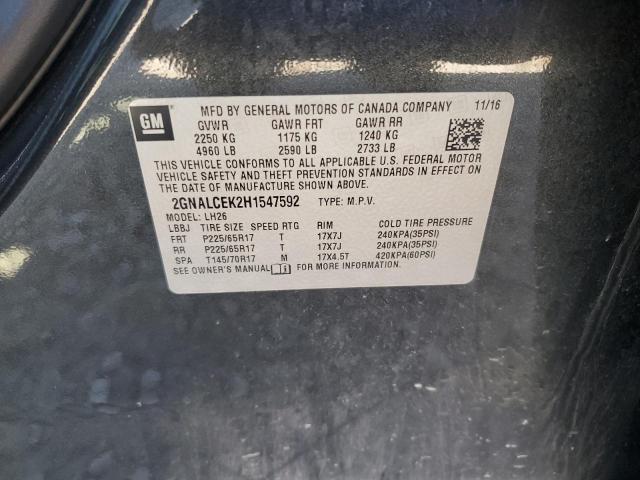 GM
MFD BY GENERAL MOTORS OF CANADA COMPANY 11/16
GVWR GAWR FRT GAWR RR
2250 KG 1175 KG 1240 KG
4960 LB 2590 LB 2733 LB
THIS VEHICLE CONFORMS TO ALL APPLICABLE U.S. FEDERAL MOTOR
VEHICLE SAFETY AND THEFT PREVENTION STANDARDS IN EFFECT ON
THE DATE OF MANUFACTURE SHOWN ABOVE.
2GNALCEK2H1547592 TYPE: M.P.V.
MODEL: LH26
LBBJ TIRE SIZE SPEED RTG RIM COLD TIRE PRESSURE
FRT P225/65R17 T 17X7J 240KPA(35PSI)
RR P225/65R17 T 17X7J 240KPA(35PSI)
SPA T145/70R17 M 17X4.5T 420KPA(60PSI)
SEE OWNER'S MANUAL FOR MORE INFORMATION.